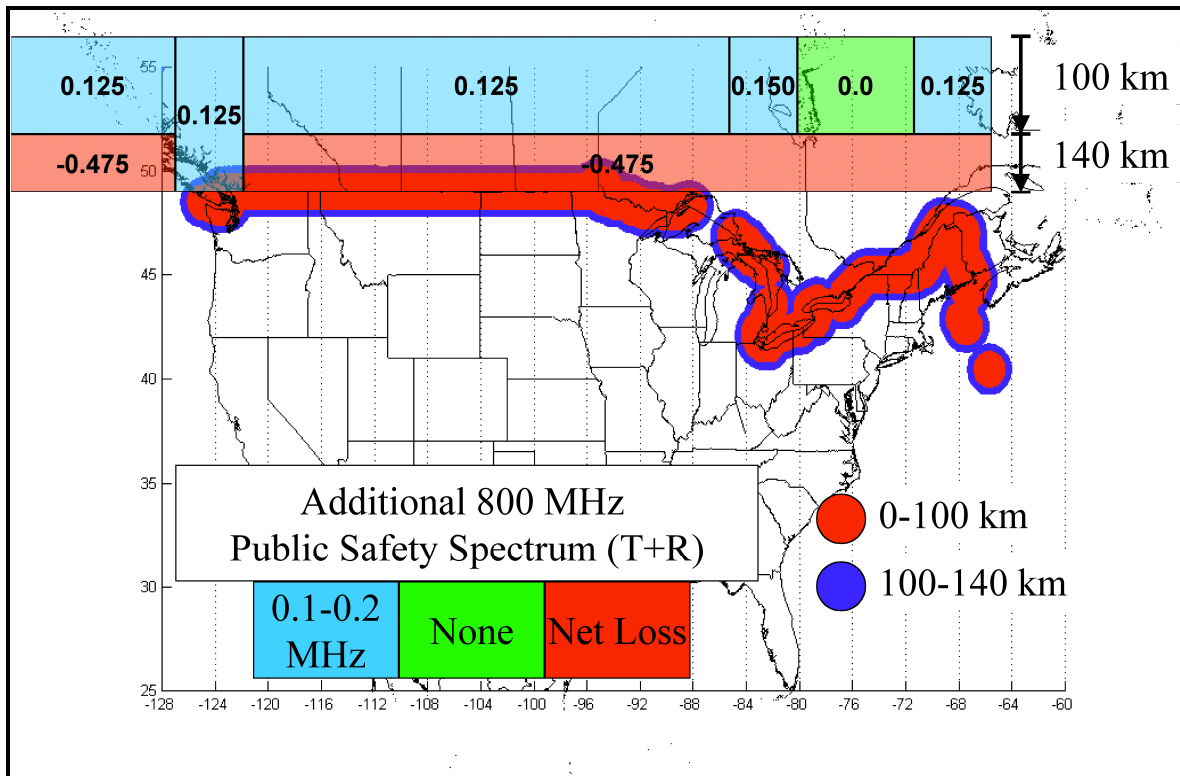 55
0.125
0.125
0.125
0.150
0.0
0.125
100 km
50
-0.475
-0.475
140 km
45
40
35
Additional 800 MHz
Public Safety Spectrum (T+R)
0-100 km
100-140 km
30
0.1-0.2
MHz
None
Net Loss
25
-128 -124 -120 -116 -112 -108 -104 -100 -96 -92 -88 -84 -80 -76 -72 -68 -64 -60